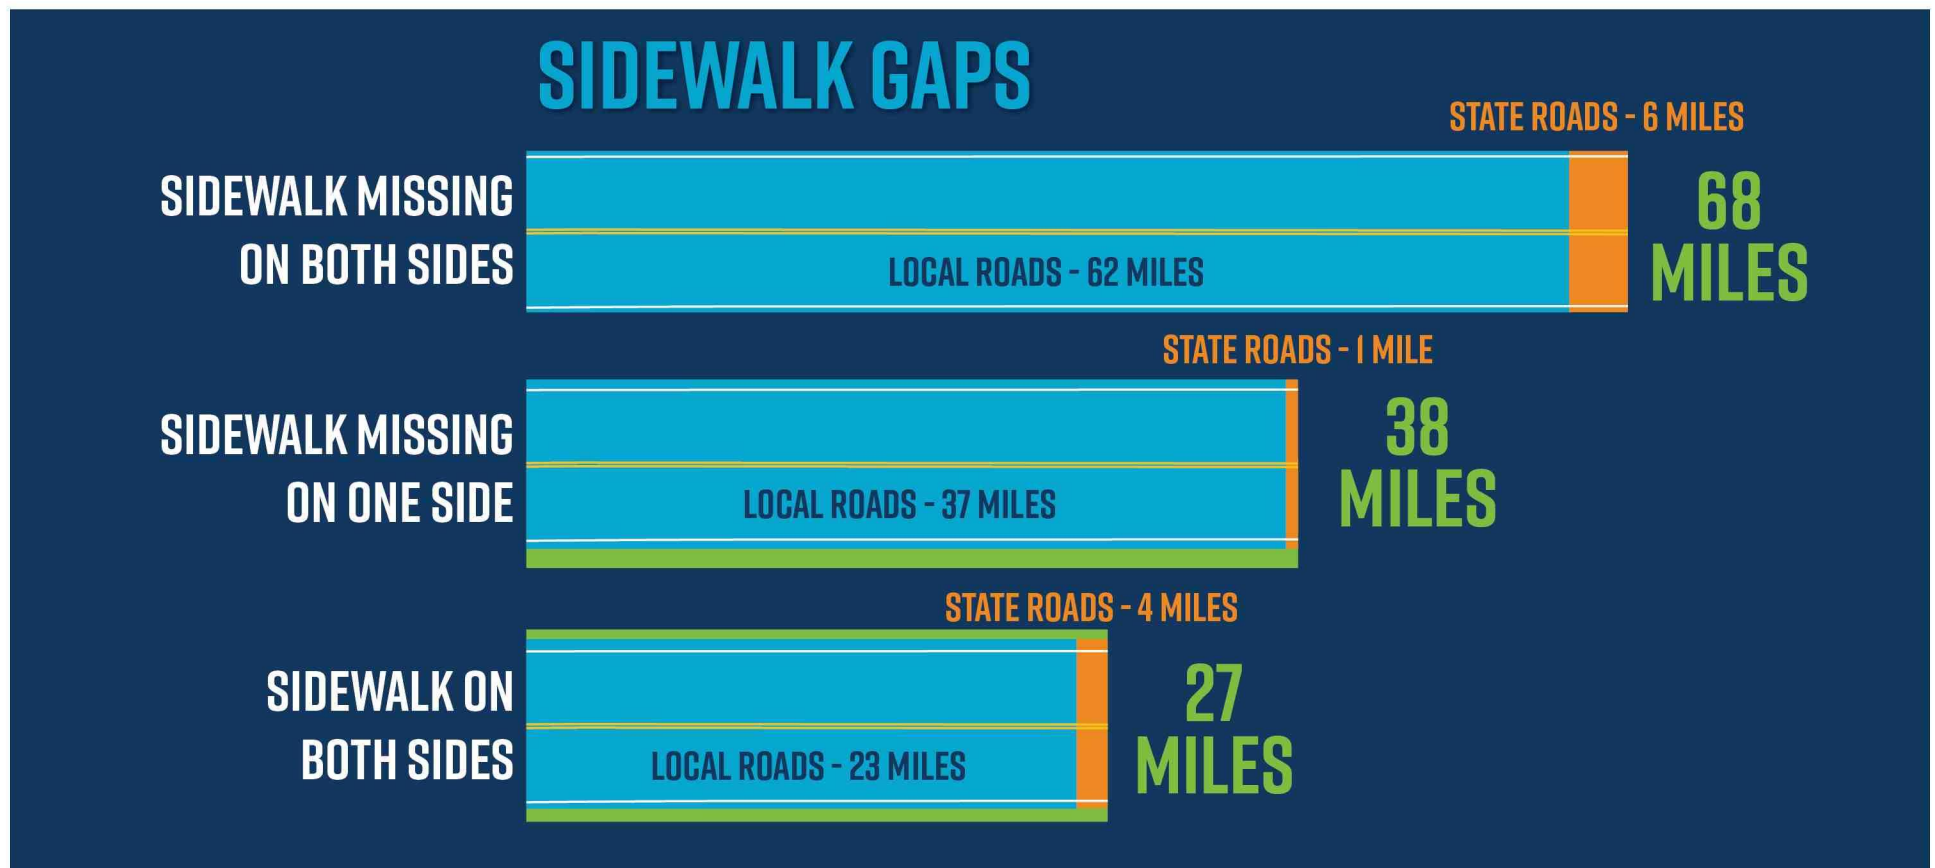 SIDEWALK GAPS
STATE ROADS - 6 MILES
SIDEWALK MISSING
ON BOTH SIDES
LOCAL ROADS - 62 MILES
68
MILES
STATE ROADS - 1 MILE
SIDEWALK MISSING
ON ONE SIDE
LOCAL ROADS - 37 MILES
38
MILES
STATE ROADS - 4 MILES
SIDEWALK ON
BOTH SIDES
LOCAL ROADS - 23 MILES
27
MILES